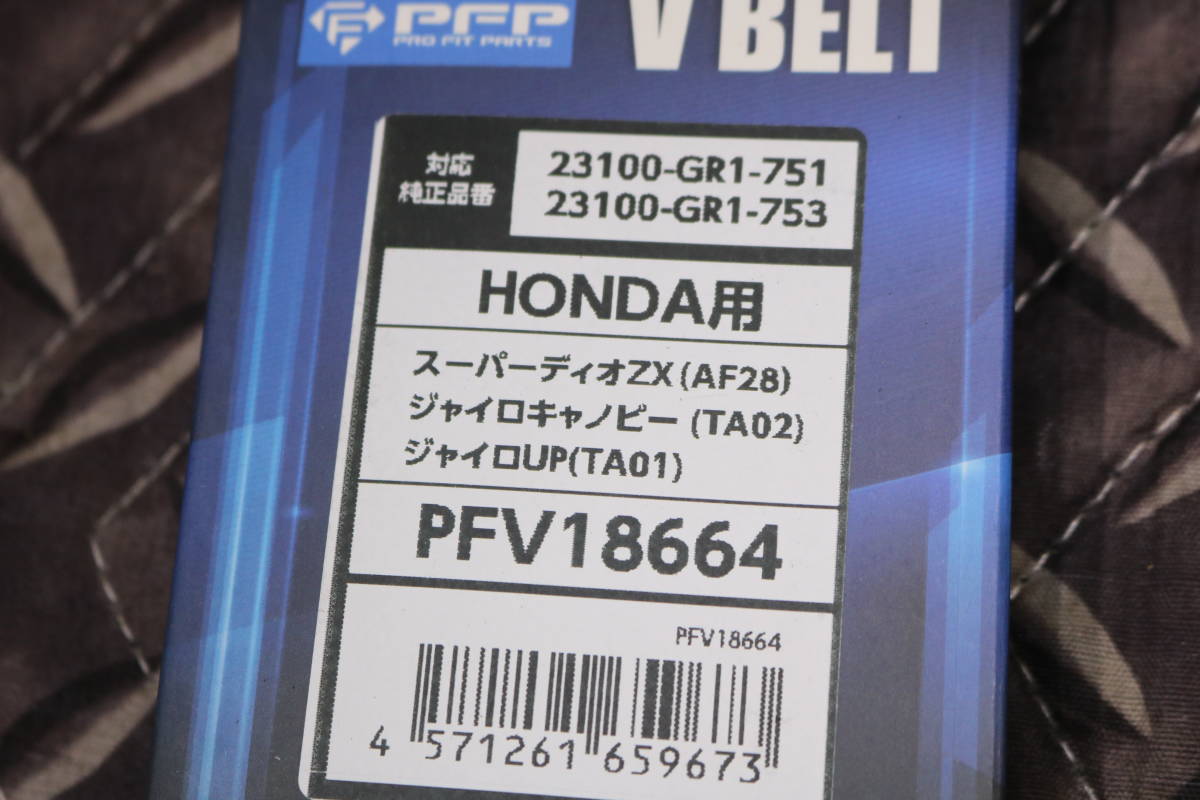 PFP
PRO FIT PARTS
V BELT
対応
純正品番
23100-GR1-751
23100-GR1-753
HONDA用
スーパーディオZX(AF28)
ジャイロキャノピー (TA02)
ジャイロUP(TA01)
PFV18664
PFV18664
4 571261 659673